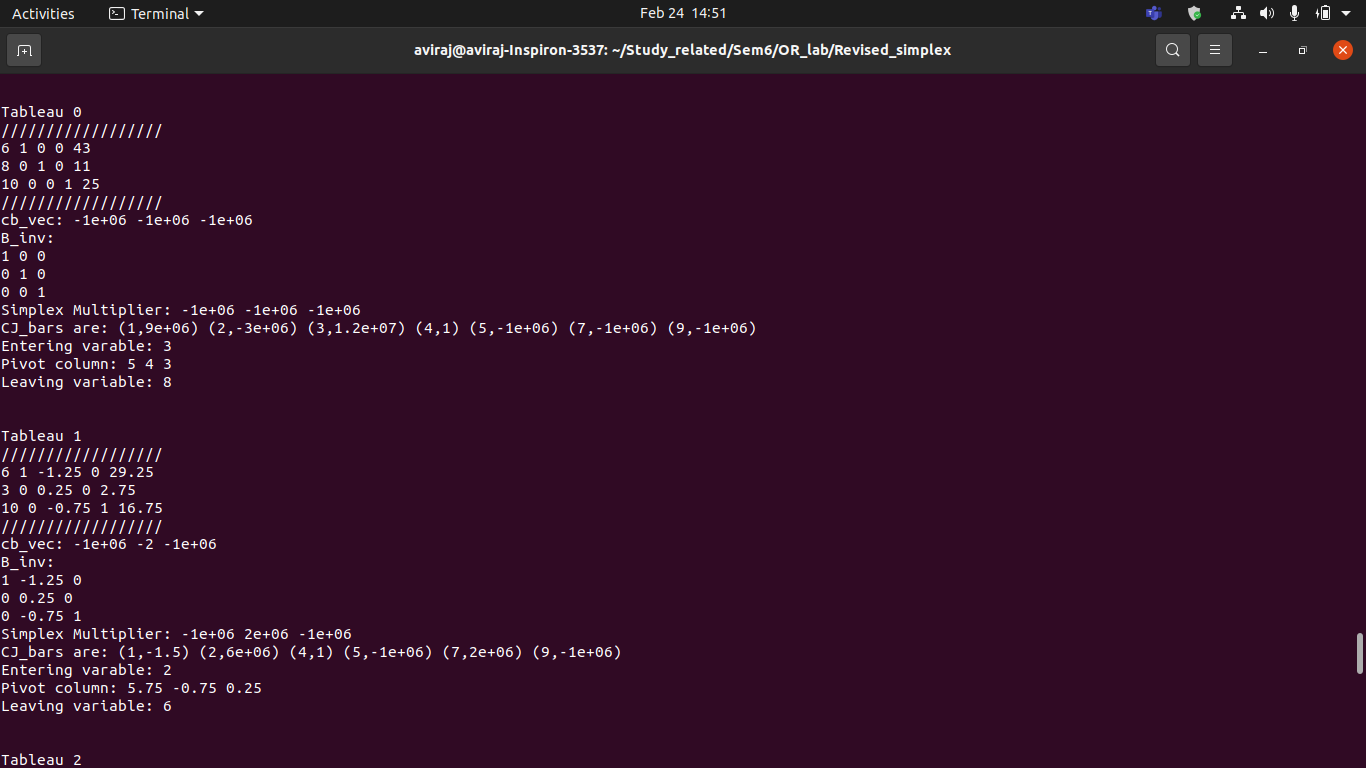 Activities
Terminal
Feb 24 14:51
aviraj@aviraj-Inspiron-3537: ~/Study_related/Sem6/OR_lab/Revised_simplex
Tableau 0
//////////////////
6 1 0 0 43
8 0 1 0 11
10 0 0 1 25
//////////////////
cb_vec: -1e+06 -1e+06 -1e+06
B_inv:
1 0 0
0 1 0
0 0 1
Simplex Multiplier: -1e+06 -1e+06 -1e+06
CJ_bars are: (1,9e+06) (2,-3e+06) (3,1.2e+07) (4,1) (5,-1e+06) (7,-1e+06) (9,-1e+06)
Entering varable: 3
Pivot column: 5 4 3
Leaving variable: 8
Tableau 1
//////////////////
6 1 -1.25 0 29.25
3 0 0.25 0 2.75
10 0 -0.75 1 16.75
//////////////////
cb_vec: -1e+06 -2 -1e+06
B_inv:
1 -1.25 0
0 0.25 0
0 -0.75 1
Simplex Multiplier: -1e+06 2e+06 -1e+06
CJ_bars are: (1,-1.5) (2,6e+06) (4,1) (5,-1e+06) (7,2e+06) (9,-1e+06)
Entering varable: 2
Pivot column: 5.75 -0.75 0.25
Leaving variable: 6
Tableau 2